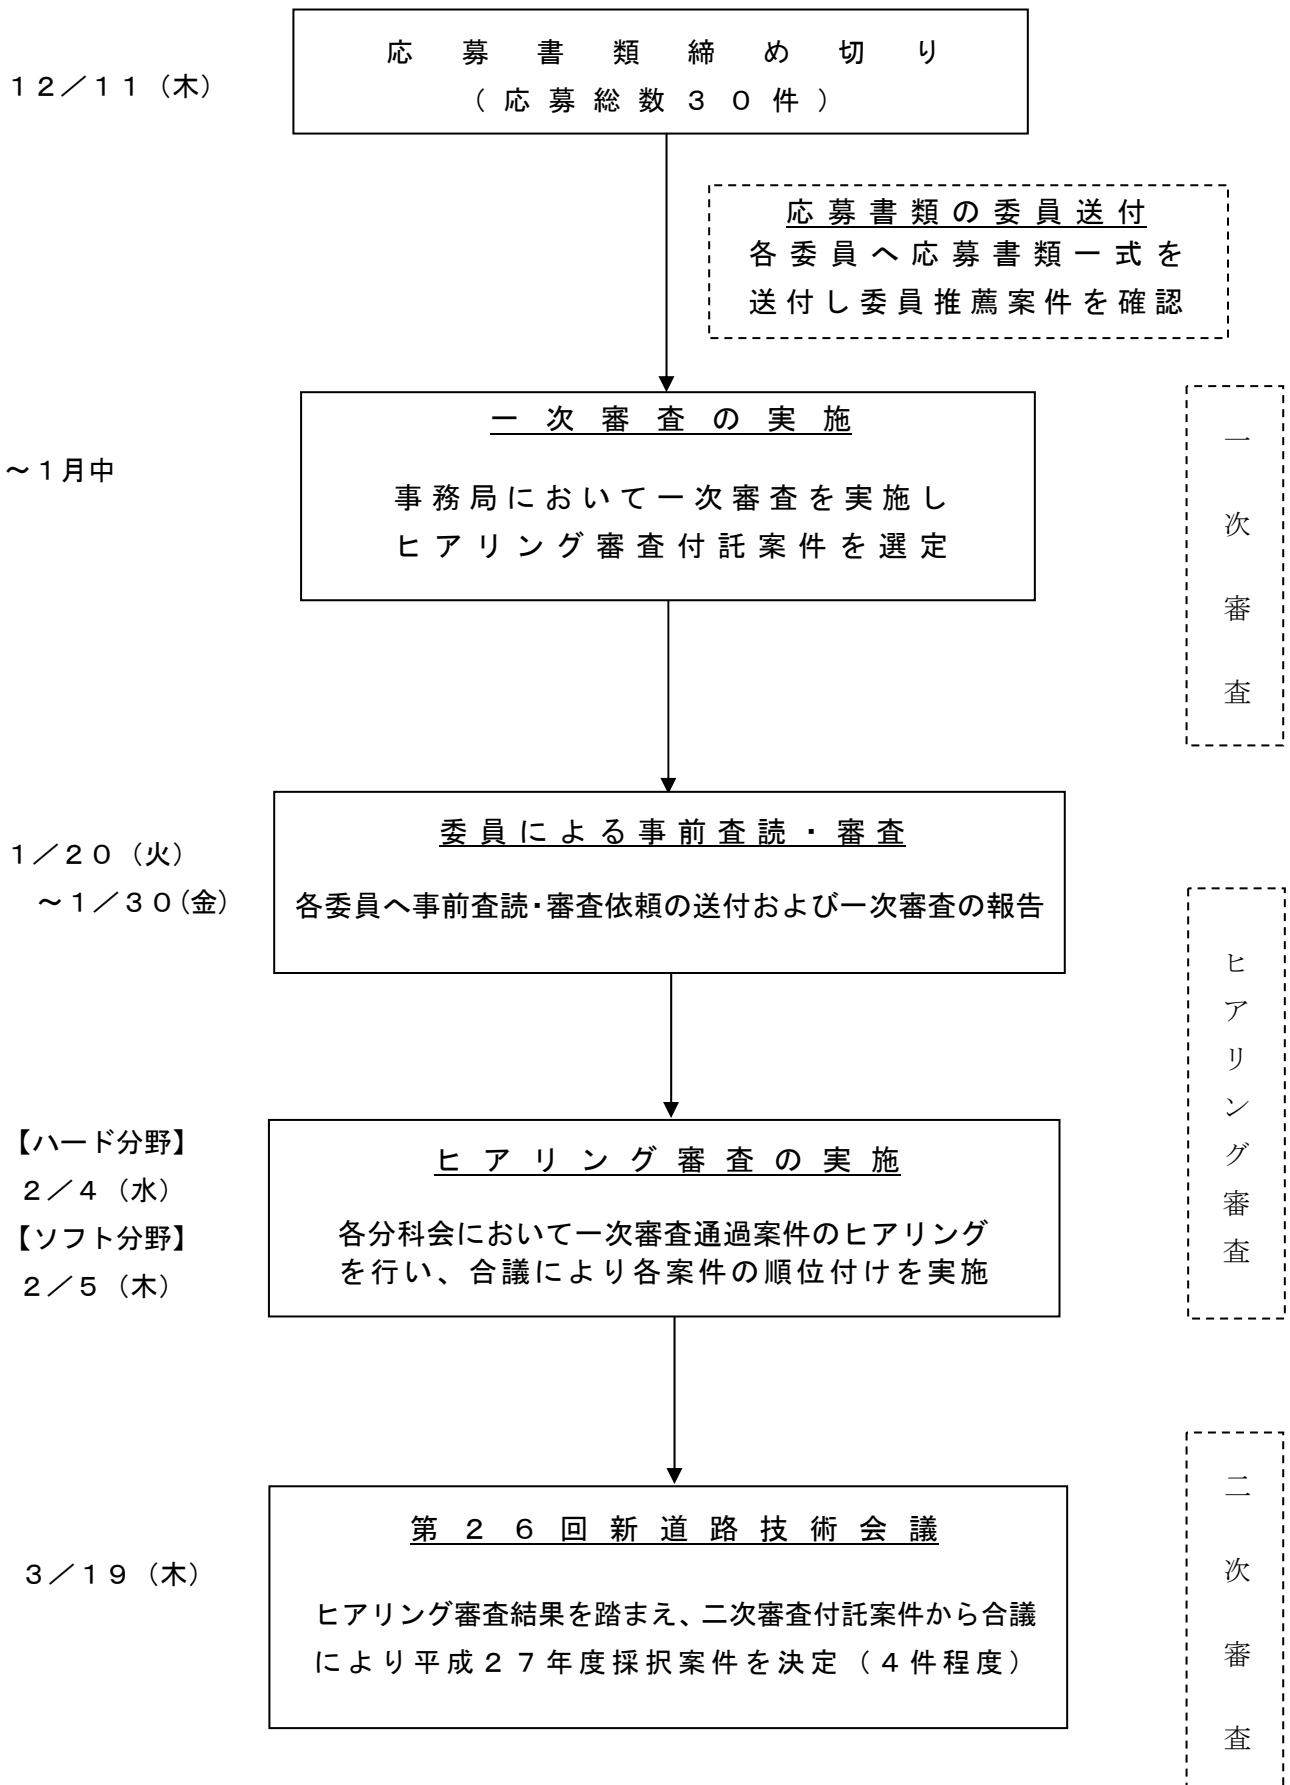 応募書類締め切り
１２／１１（木）
（応募総数３０件）
応募書類の委員送付
各委員へ応募書類一式を
送付し委員推薦案件を確認
一次審査の実施
～１月中
事務局において一次審査を実施し
ヒアリング審査付託案件を選定
一次審査
委員による事前査読・審査
１／２０（火）
～１／３０（金）
各委員へ事前査読・審査依頼の送付および一次審査の報告
【ハード分野】
２／４（水）
【ソフト分野】
２／５（木）
ヒアリング審査の実施
各分科会において一次審査通過案件のヒアリング
を行い、合議により各案件の順位付けを実施
ヒアリング審査
第２６回新道路技術会議
３／１９（木）
ヒアリング審査結果を踏まえ、二次審査付託案件から合議
により平成２７年度採択案件を決定（４件程度）
二次審査